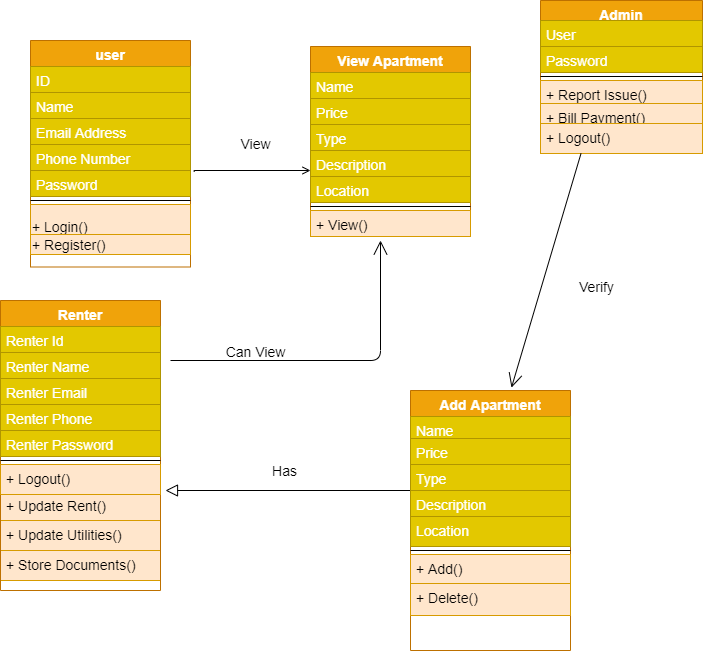 user
ID
Name
Email Address
Phone Number
Password
+ Login()
+ Register()
View
View Apartment
Name
Price
Type
Description
Location
+ View()
Admin
User
Password
+ Report Issue()
+ Bill Payment()
+ Logout()
Verify
Renter
Renter Id
Renter Name
Renter Email
Renter Phone
Renter Password
+ Logout()
+ Update Rent()
+ Update Utilities()
+ Store Documents()
Can View
Has
Add Apartment
Name
Price
Type
Description
Location
+ Add()
+ Delete()